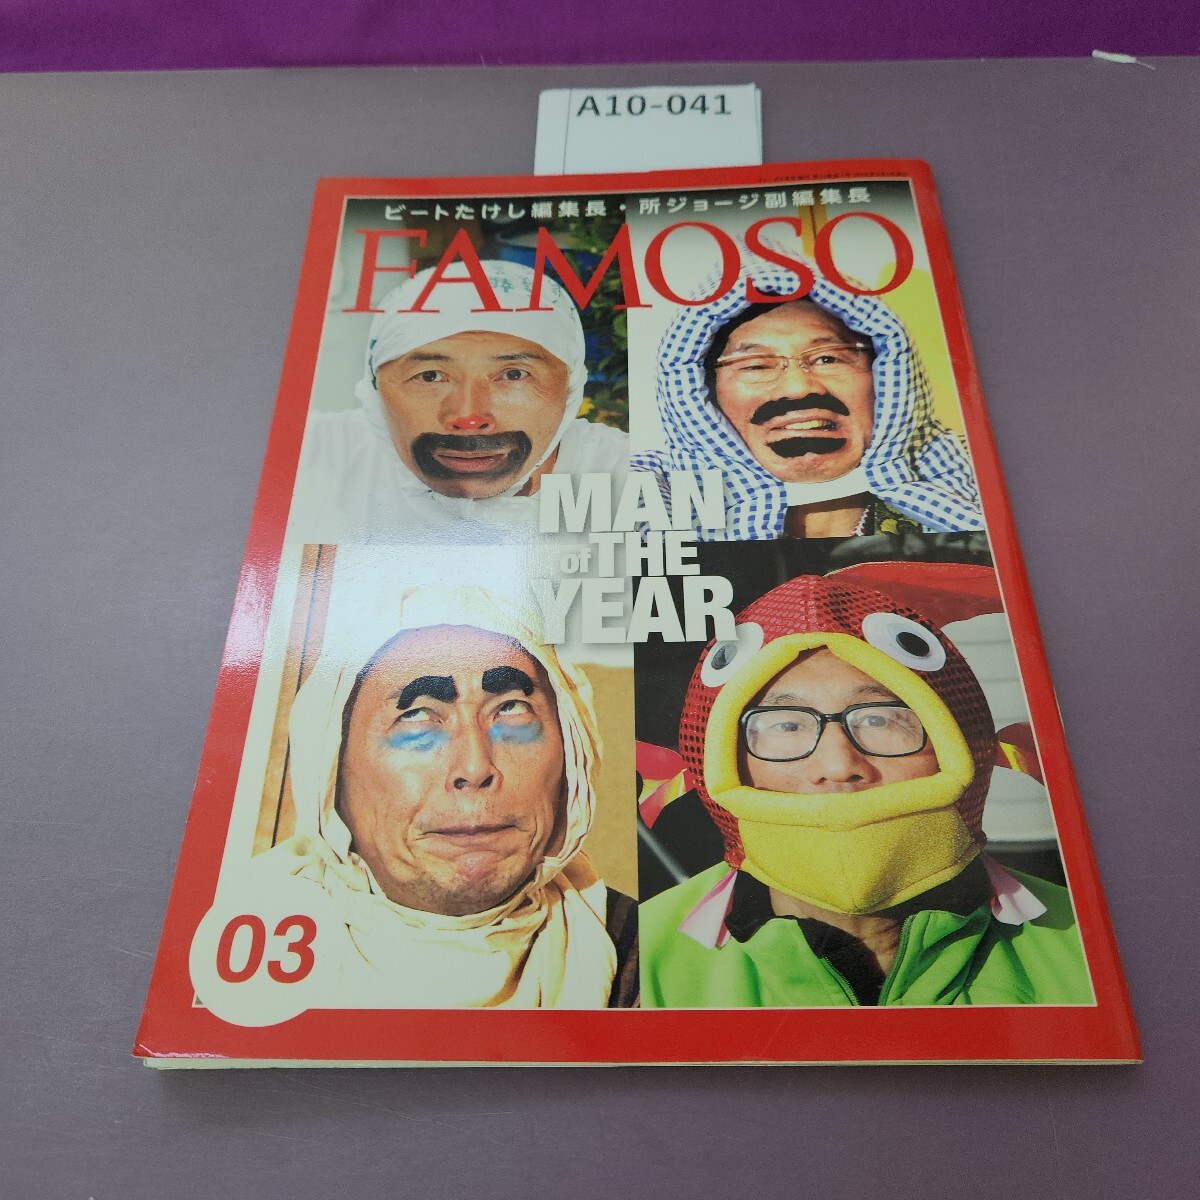 A10-041
ビートたけし編集長・所ジョージ副編集長
FAMOSO
MAN
of THE
YEAR
03